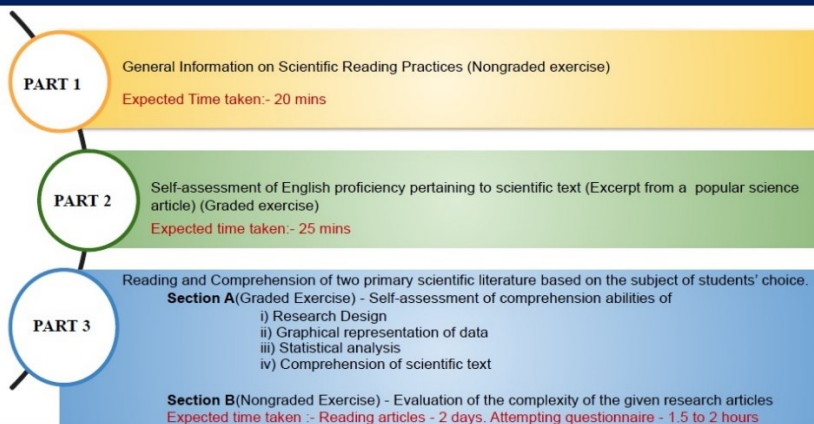 PART 1
General Information on Scientific Reading Practices (Nongraded exercise)
Expected Time taken:- 20 mins
PART 2
Self-assessment of English proficiency pertaining to scientific text (Excerpt from a popular science
article) (Graded exercise)
Expected time taken:- 25 mins
PART 3
Reading and Comprehension of two primary scientific literature based on the subject of students' choice.
Section A(Graded Exercise) - Self-assessment of comprehension abilities of
i) Research Design
ii) Graphical representation of data
iii) Statistical analysis
iv) Comprehension of scientific text
Section B(Nongraded Exercise) - Evaluation of the complexity of the given research articles
Expected time taken :- Reading articles - 2 days. Attempting questionnaire - 1.5 to 2 hours